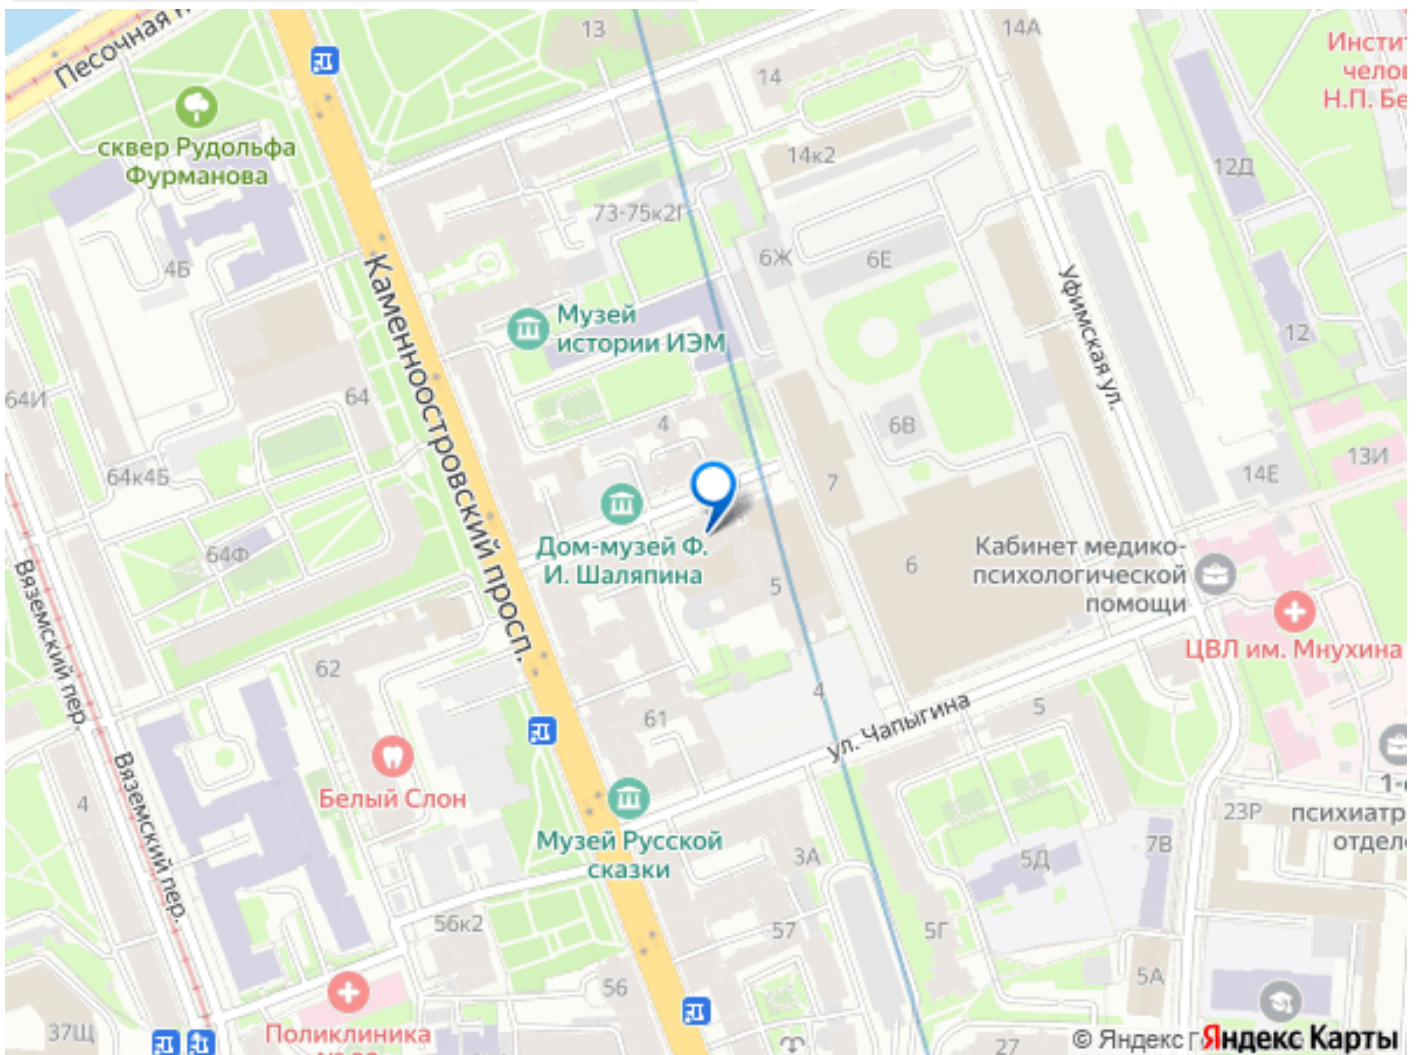 Песочная н
13
14А
Инстит
челов
Н.П. Бе
14
сквер Рудольфа
Фурманова
14к2
12Д
73-75к2Г
4Б
6Ж
6Е
Уфимская ул.
Каменноостровский просп.
Музей
истории ИЭМ
12
64И
64
4
6В
13И
14Е
64к4Б
7
Дом-музей Ф.
И. Шаляпина
64Ф
6
5
Кабинет медико-
психологической
помощи
Вяземский пер.
ЦВЛ им. Мнухина
62
4
61
ул. Чапыгина
5
Белый Слон
4
Вяземский пер.
Музей Русской
сказки
3А
5Д
7В
23Р
1-
психиатр
отдел
56к2
57
5Г
5А
56
37Щ
Поликлиника
27
© Яндекс
Яндекс Карты